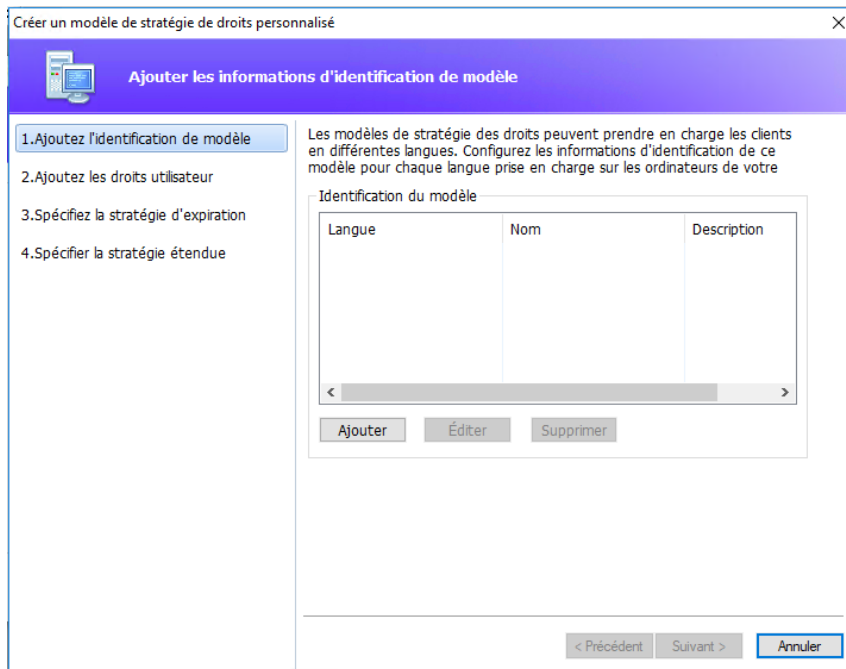 Créer un modèle de stratégie de droits personnalisé
Ajouter les informations d'identification de modèle
1.Ajoutez l'identification de modèle
2.Ajoutez les droits utilisateur
3.Spécifiez la stratégie d'expiration
4.Spécifier la stratégie étendue
Les modèles de stratégie des droits peuvent prendre en charge les clients
en différentes langues. Configurez les informations d'identification de ce
modèle pour chaque langue prise en charge sur les ordinateurs de votre
Identification du modèle
Langue Nom Description
Ajouter Éditer Supprimer
< Précédent Suivant > Annuler